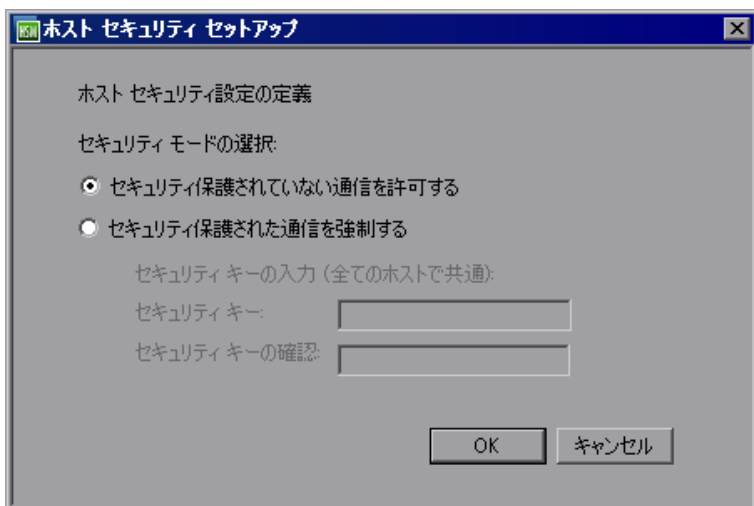 HSM ホスト セキュリティ セットアップ
ホスト セキュリティ設定の定義
セキュリティ モードの選択:
セキュリティ保護されていない通信を許可する
セキュリティ保護された通信を強制する
セキュリティ キーの入力 (全てのホストで共通):
セキュリティ キー:
セキュリティ キーの確認:
OK キャンセル